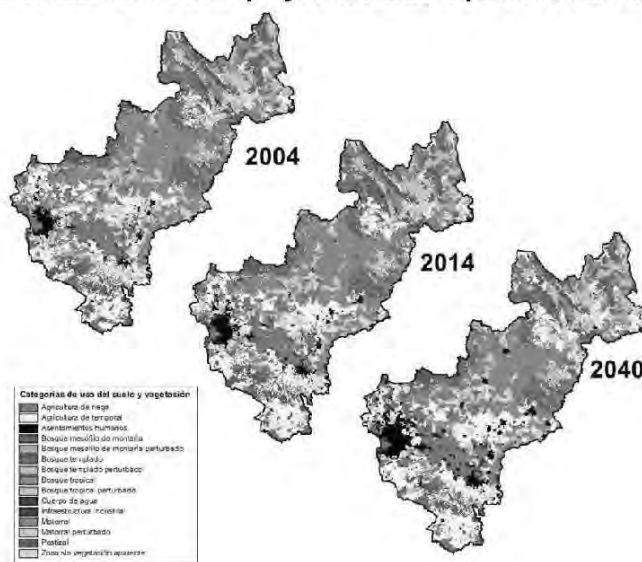 2004
2014
2040
Categorías de uso del suelo y vegetación
Agricultura de riego
Agricultura de temporal
Asentamientos humanos
Bosque mesófilo de montaña
Bosque mesófilo de montaña perturbado
Bosque templado
Bosque templado perturbado
Bosque tropical
Bosque tropical perturbado
Cuerpo de agua
Infraestructura industrial
Matorral
Matorral perturbado
Pastizal
Zona sin vegetación aparente